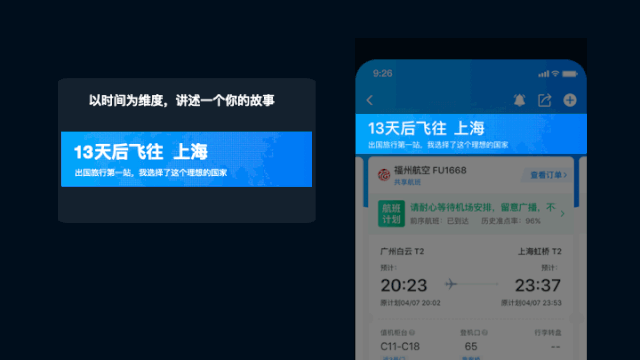 以时间为维度，讲述一个你的故事
13天后飞往 上海
出国旅行第一站，我选择了这个理想的国家
9:26
13天后飞往 上海
出国旅行第一站，我选择了这个理想的国家
福州航空 FU1668
共享航班
查看订单
航班计划
请耐心等待机场安排，留意广播，不
前序航班：已到达 历史准点率：96%
广州白云 T2
上海虹桥 T2
预计：
预计：
20:23
23:37
原计划04/07 20:02
原计划04/07 23:53
值机柜台
登机口
行李转盘
C11-C18
65
--